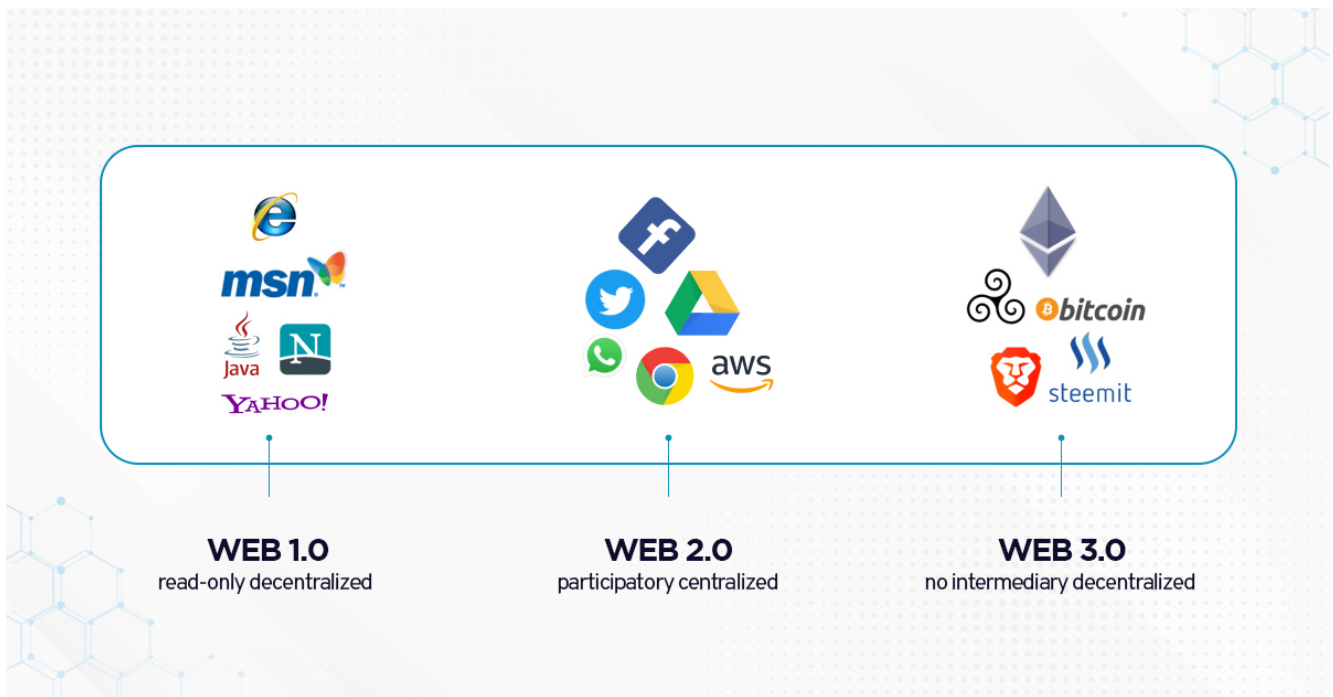 msn
Java
N
YAHOO!
f
aws
bitcoin
steemit
WEB 1.0
read-only decentralized
WEB 2.0
participatory centralized
WEB 3.0
no intermediary decentralized